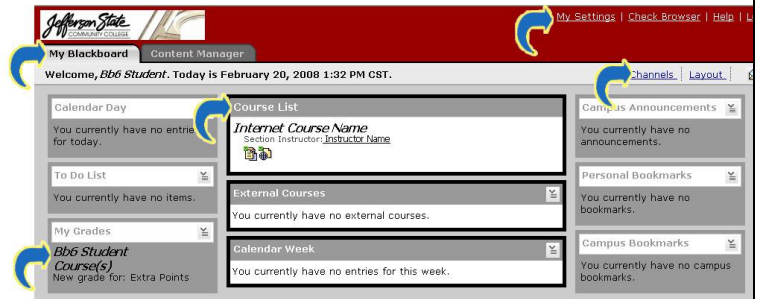 Jefferson State
COMMUNITY COLLEGE
My Settings | Check Browser | Help |
My Blackboard Content Manager
Welcome, Bb6 Student. Today is February 20, 2008 1:32 PM CST.
Channels Layout
Calendar Day
You currently have no entries
for today.
To Do List
You currently have no items.
My Grades
Bb6 Student
Course(s)
New grade for: Extra Points
Course List
Internet Course Name
Section Instructor: Instructor Name
External Courses
You currently have no external courses.
Calendar Week
You currently have no entries for this week.
Campus Announcements
You currently have no
announcements.
Personal Bookmarks
You currently have no
bookmarks.
Campus Bookmarks
You currently have no campus
bookmarks.